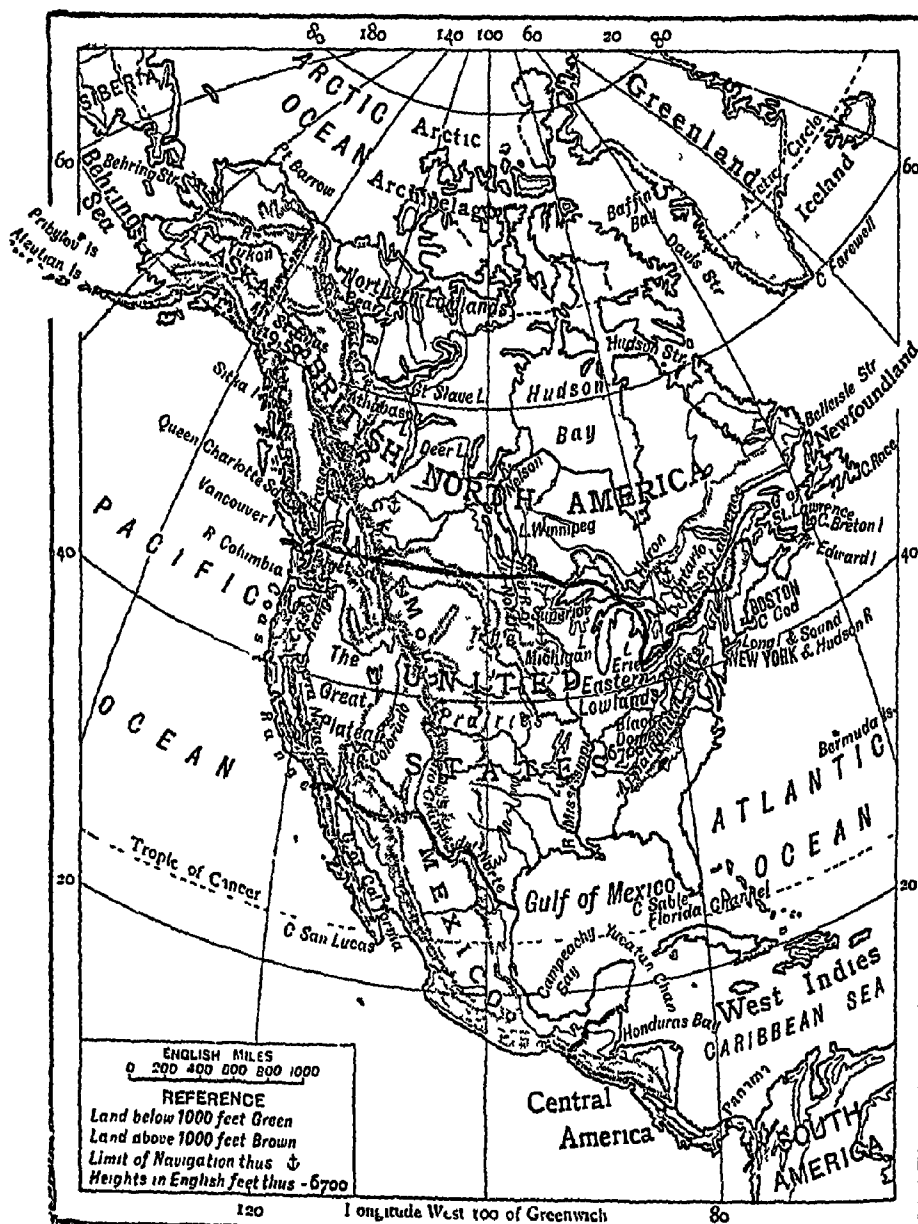 80 180 140 100 60 20
SIBERIA
ARCTIC
OCEAN
Arctic
Archipelago
Greenland
Arctic Circle
Iceland
60
60
Behring Str
Behring
Sea
Pt Barrow
Baffin
Bay
Davis Str
C Farewell
Pribylov Is
Aleutian Is
Yukon
Northern Lowlands
Hudson Str
Sitka I
Gt Slave L
Hudson
Bay
Belleisle Str
Newfoundland
C. Race
Queen Charlotte Sd
Deer L
Nelson
BRITISH NORTH AMERICA
Vancouver I
L. Winnipeg
St. Lawrence
C. Breton I
Edward I
PACIFIC
OCEAN
40
40
R Columbia
Coast Range
Superior
Huron
Ontario
BOSTON
C Cod
Long I & Sound
NEW YORK & Hudson R
Michigan
L
Erie
The
Great
Plateau
Colorado
UNITED
STATES
Prairies
Eastern
Lowlands
Black
Dome
6700
R Mississippi
Bermuda Is
ATLANTIC
OCEAN
Tropic of Cancer
20
20
MEXICO
G of California
C San Lucas
Gulf of Mexico
C Sable
Florida Channel
Campeachy
Bay
Yucatan Chan
Honduras Bay
West Indies
CARIBBEAN SEA
Central
America
Panama
SOUTH
AMERICA
ENGLISH MILES
0 200 400 600 800 1000
REFERENCE
Land below 1000 feet Green
Land above 1000 feet Brown
Limit of Navigation thus ⚓
Heights in English feet thus - 6700
120 Longitude West 100 of Greenwich 80